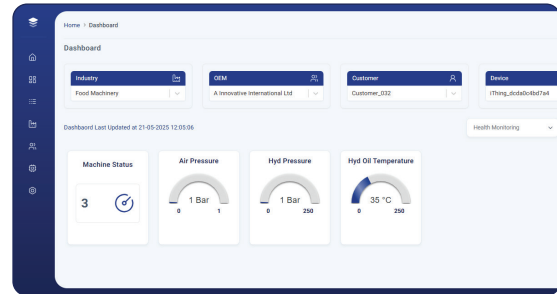 Home > Dashboard
Dashboard
Industry
Food Machinery
OEM
A Innovative International Ltd
Customer
Customer_032
Device
iThing_dcda0c4bd7a4
Dashbaord Last Updated at 21-05-2025 12:05:06
Health Monitoring
Machine Status
3
Air Pressure
1 Bar
0 1
Hyd Pressure
1 Bar
0 250
Hyd Oil Temperature
35 °C
0 250